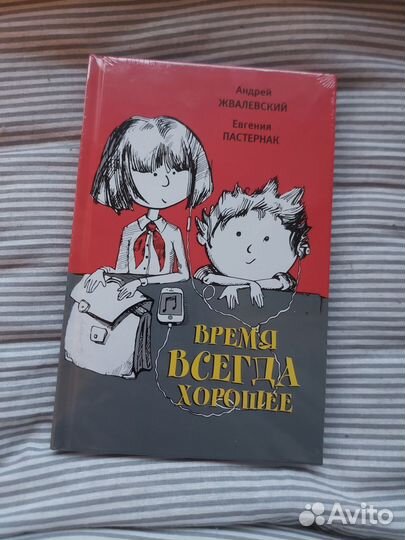 Андрей
ЖВАЛЕВСКИЙ
Евгения
ПАСТЕРНАК
ВРЕМЯ
ВСЕГДА
ХОРОШЕЕ
Avito